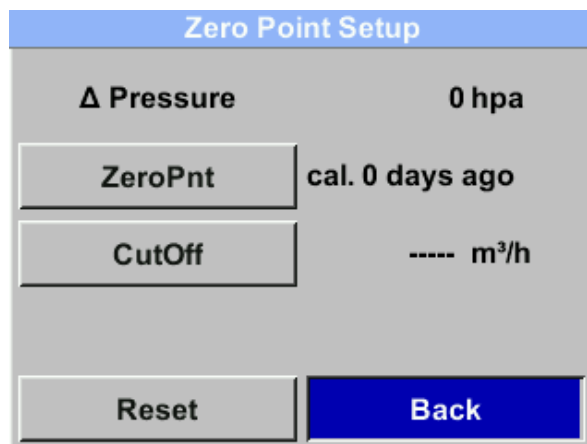 Zero Point Setup
Δ Pressure 0 hpa
ZeroPnt cal. 0 days ago
CutOff ----- m³/h
Reset Back